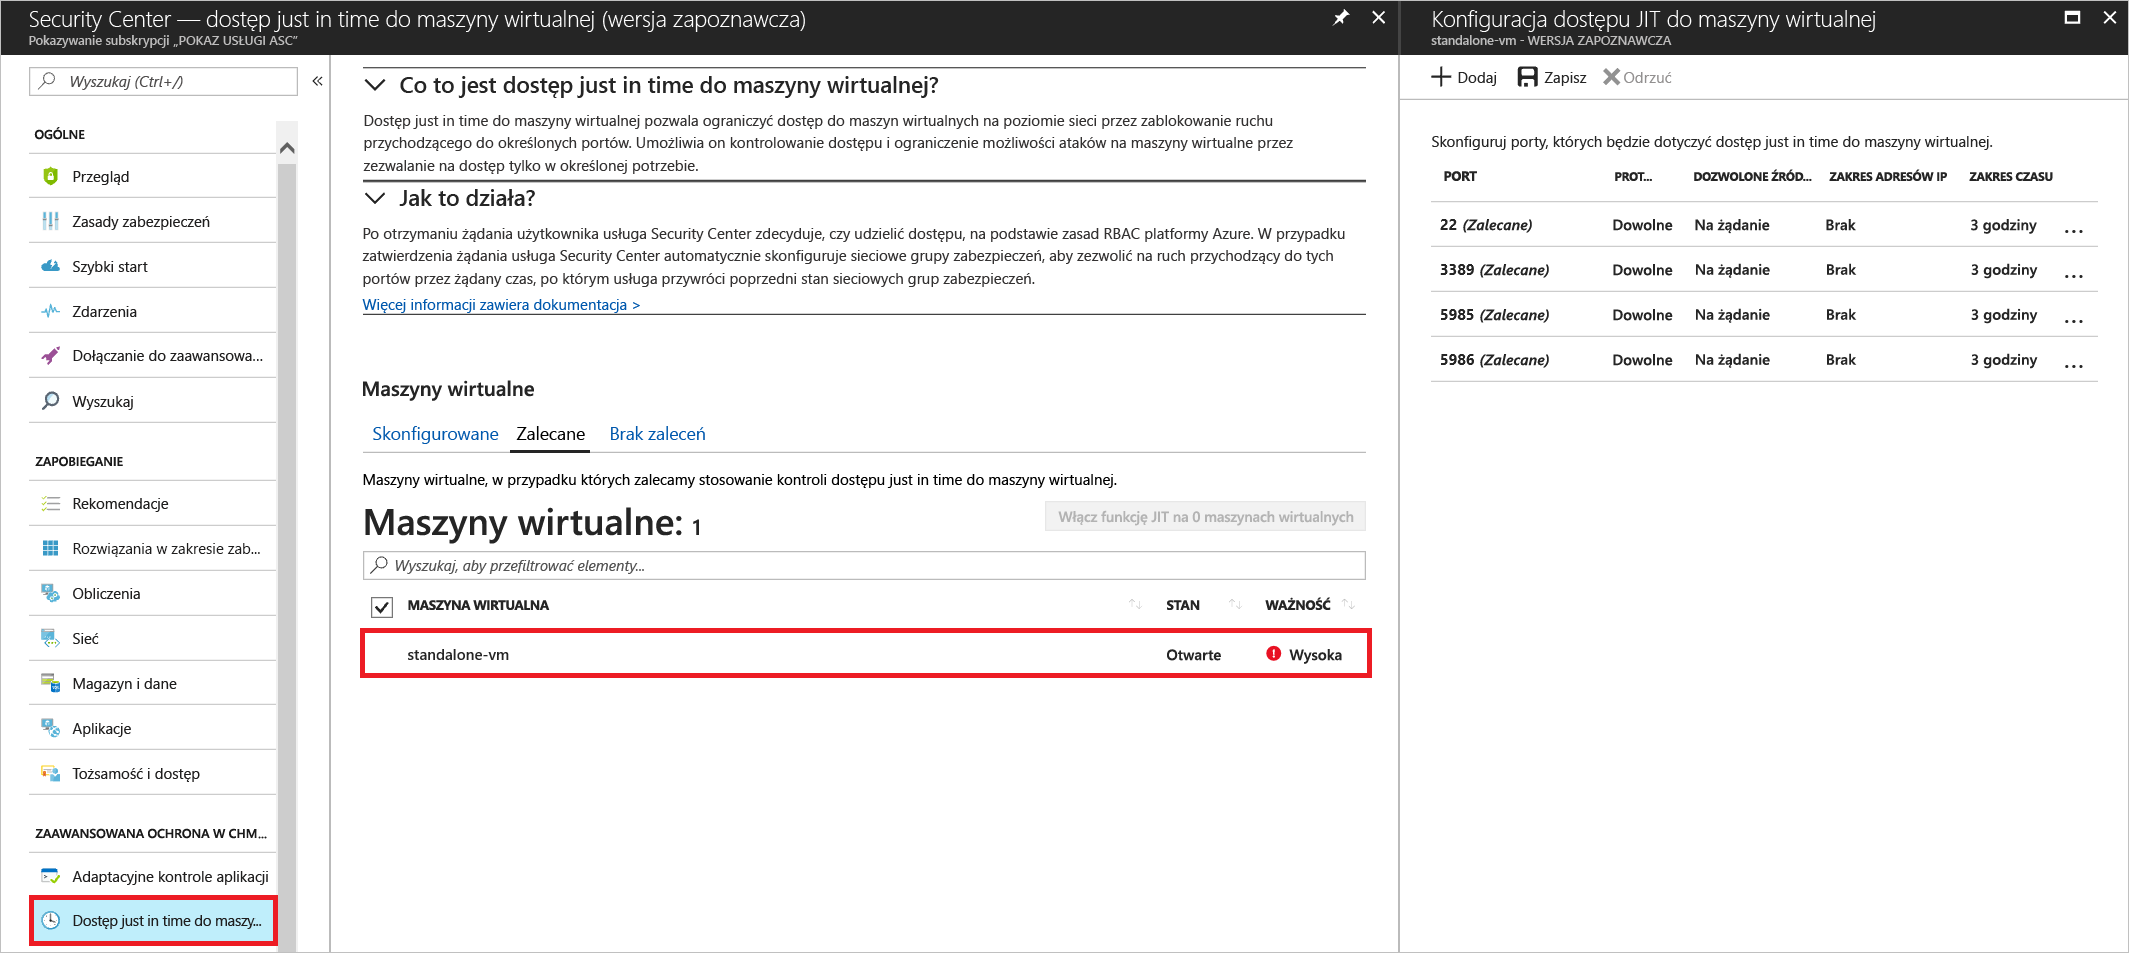 Security Center — dostęp just in time do maszyny wirtualnej (wersja zapoznawcza)
Pokazywanie subskrypcji „POKAZ USŁUGI ASC”
Wyszukaj (Ctrl+/)
OGÓLNE
Przegląd
Zasady zabezpieczeń
Szybki start
Zdarzenia
Dołączanie do zaawansowa...
Wyszukaj
ZAPOBIEGANIE
Rekomendacje
Rozwiązania w zakresie zab...
Obliczenia
Sieć
Magazyn i dane
Aplikacje
Tożsamość i dostęp
ZAAWANSOWANA OCHRONA W CHM...
Adaptacyjne kontrole aplikacji
Dostęp just in time do maszy...
Co to jest dostęp just in time do maszyny wirtualnej?
Dostęp just in time do maszyny wirtualnej pozwala ograniczyć dostęp do maszyn wirtualnych na poziomie sieci przez zablokowanie ruchu
przychodzącego do określonych portów. Umożliwia on kontrolowanie dostępu i ograniczenie możliwości ataków na maszyny wirtualne przez
zezwalanie na dostęp tylko w określonej potrzebie.
Jak to działa?
Po otrzymaniu żądania użytkownika usługa Security Center zdecyduje, czy udzielić dostępu, na podstawie zasad RBAC platformy Azure. W przypadku
zatwierdzenia żądania usługa Security Center automatycznie skonfiguruje sieciowe grupy zabezpieczeń, aby zezwolić na ruch przychodzący do tych
portów przez żądany czas, po którym usługa przywróci poprzedni stan sieciowych grup zabezpieczeń.
Więcej informacji zawiera dokumentacja >
Maszyny wirtualne
Skonfigurowane Zalecane Brak zaleceń
Maszyny wirtualne, w przypadku których zalecamy stosowanie kontroli dostępu just in time do maszyny wirtualnej.
Maszyny wirtualne: 1
Włącz funkcję JIT na 0 maszynach wirtualnych
Wyszukaj, aby przefiltrować elementy...
MASZYNA WIRTUALNA STAN WAŻNOŚĆ
standalone-vm Otwarte Wysoka
Konfiguracja dostępu JIT do maszyny wirtualnej
standalone-vm - WERSJA ZAPOZNAWCZA
Dodaj Zapisz Odrzuć
Skonfiguruj porty, których będzie dotyczyć dostęp just in time do maszyny wirtualnej.
PORT PROT... DOZWOLONE ŹRÓD... ZAKRES ADRESÓW IP ZAKRES CZASU
22 (Zalecane) Dowolne Na żądanie Brak 3 godziny ...
3389 (Zalecane) Dowolne Na żądanie Brak 3 godziny ...
5985 (Zalecane) Dowolne Na żądanie Brak 3 godziny ...
5986 (Zalecane) Dowolne Na żądanie Brak 3 godziny ...